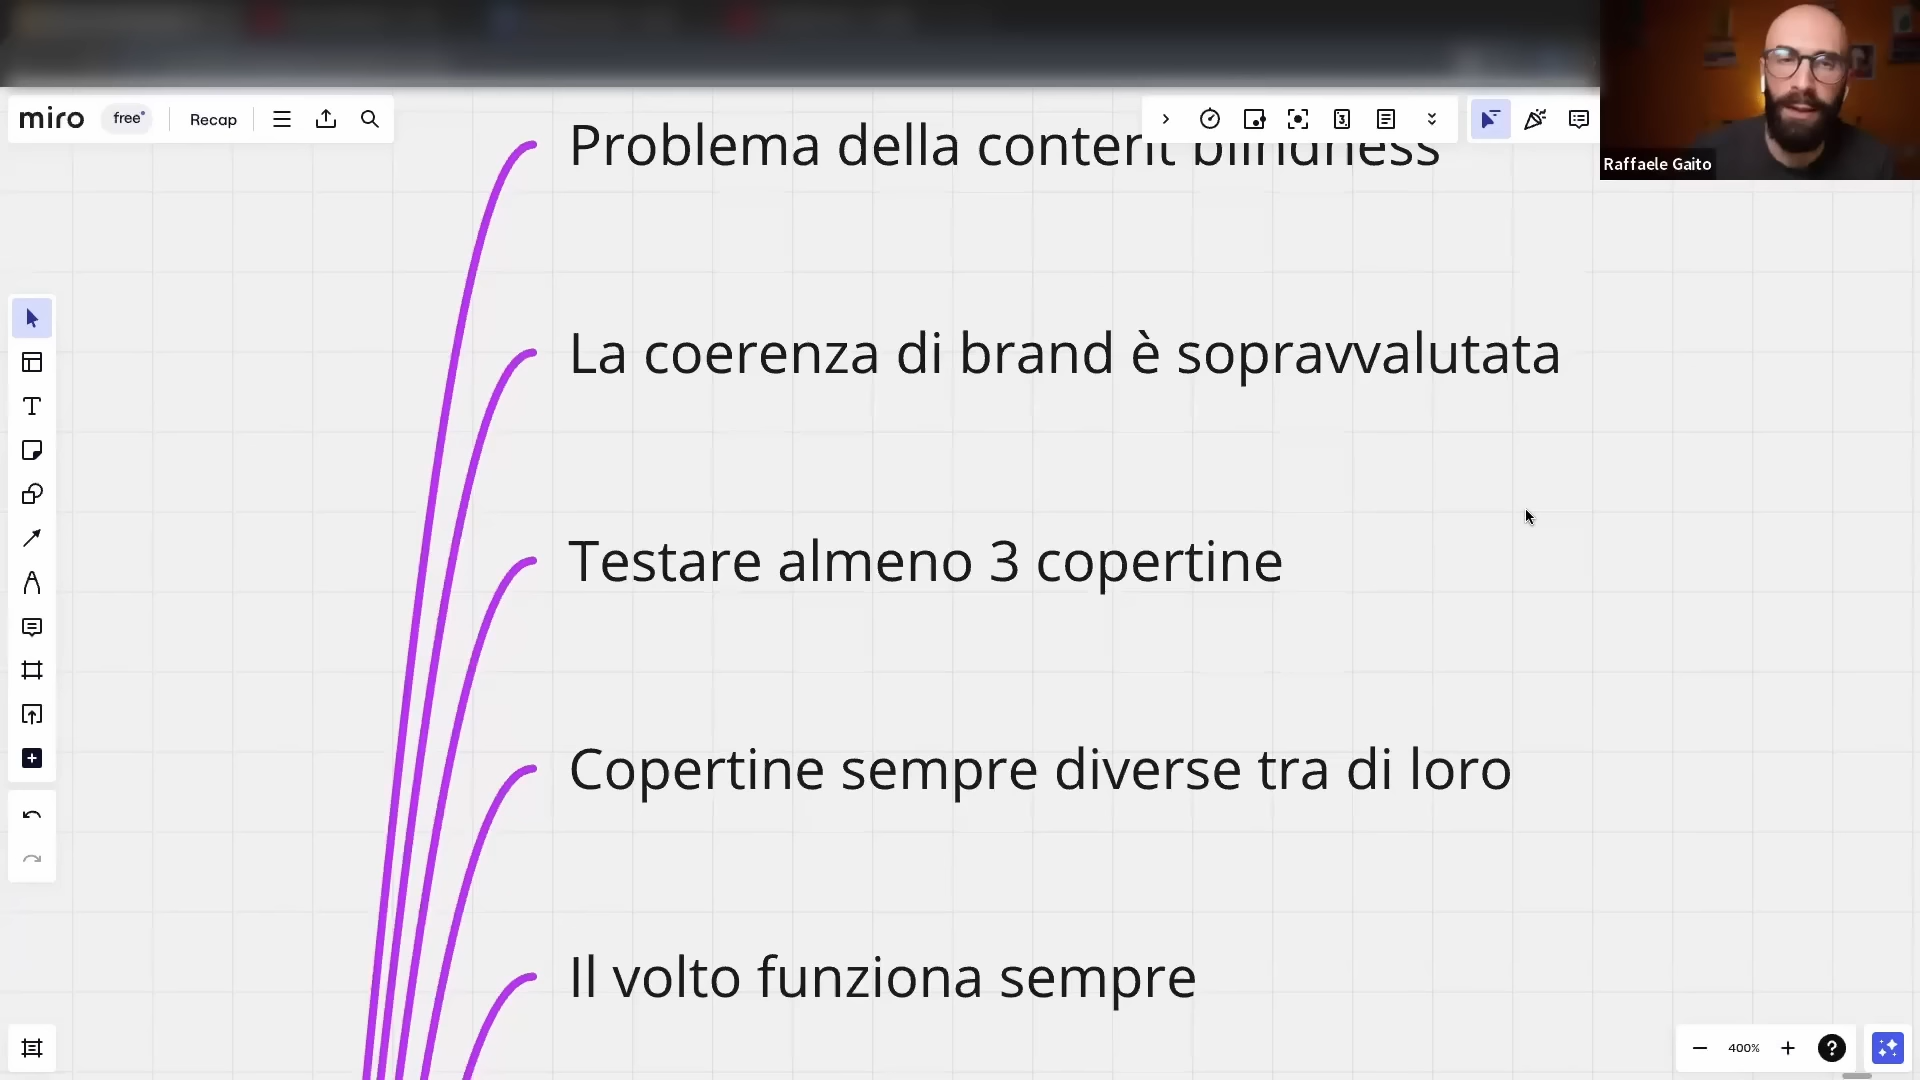 miro
free
Recap
Raffaele Gaito
Problema della content blindness
La coerenza di brand è sopravvalutata
Testare almeno 3 copertine
Copertine sempre diverse tra di loro
Il volto funziona sempre
400%